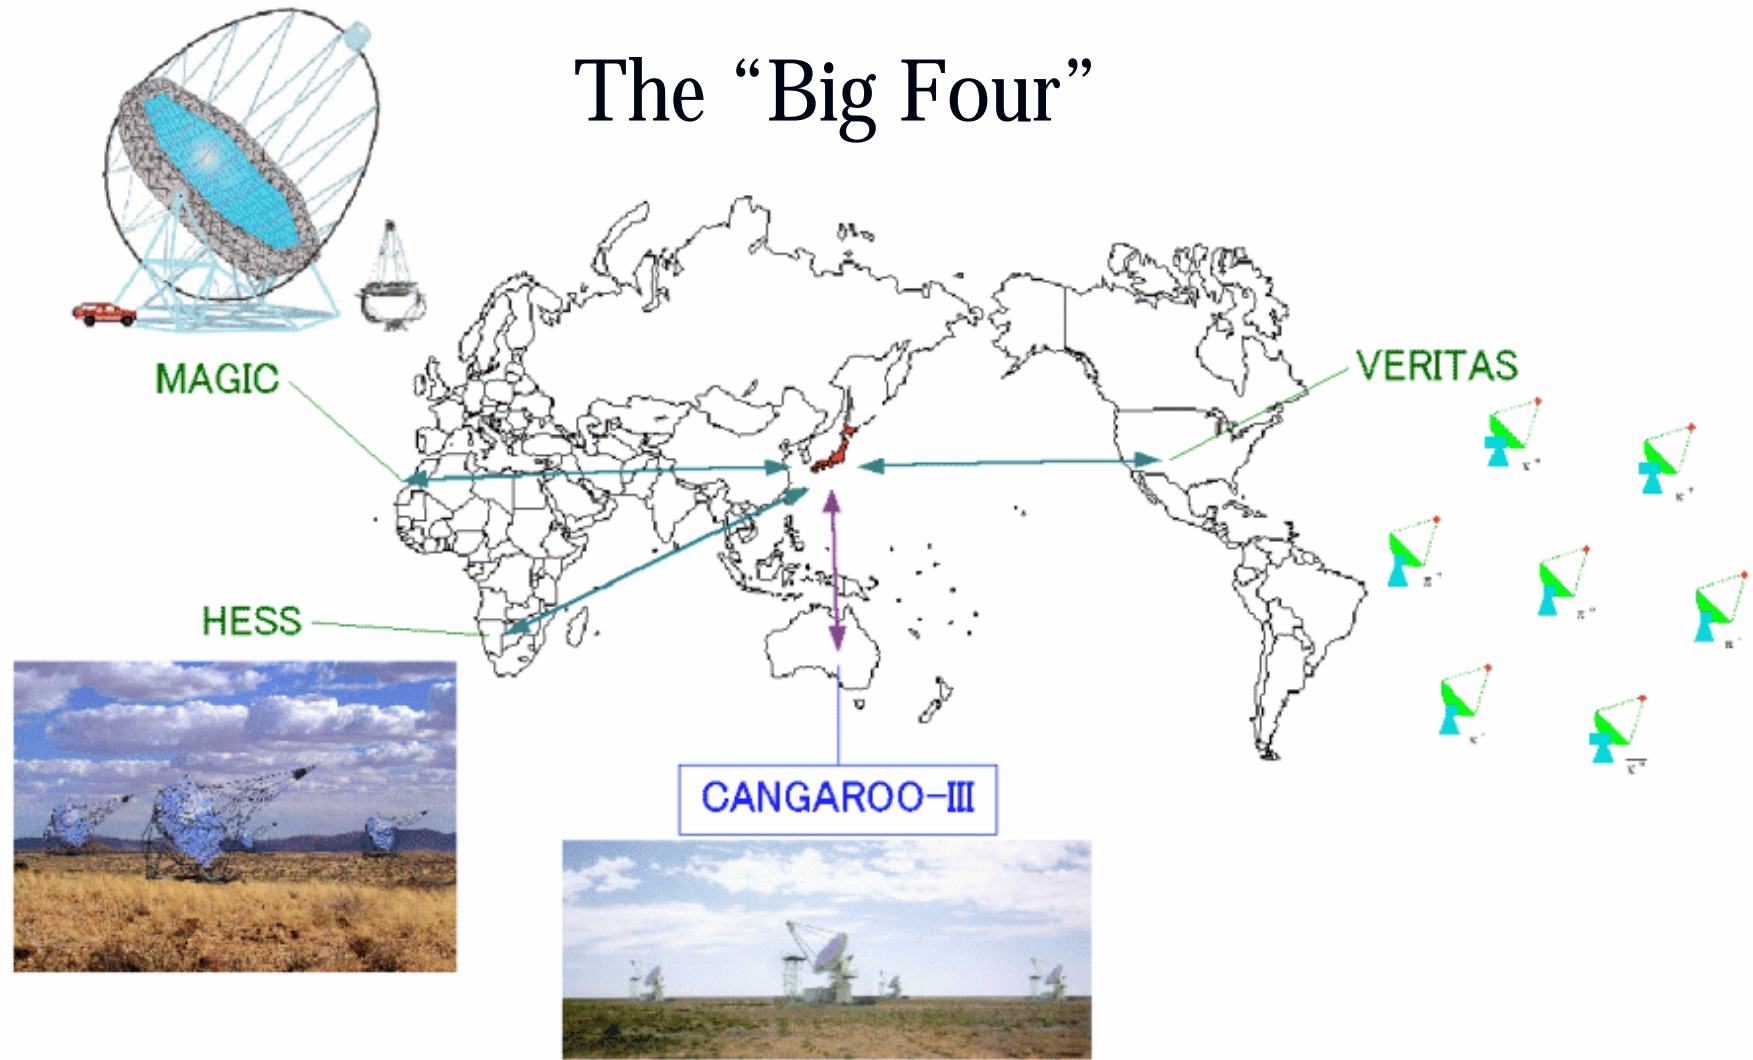 The “Big Four”
MAGIC
VERITAS
HESS
CANGAROO-III